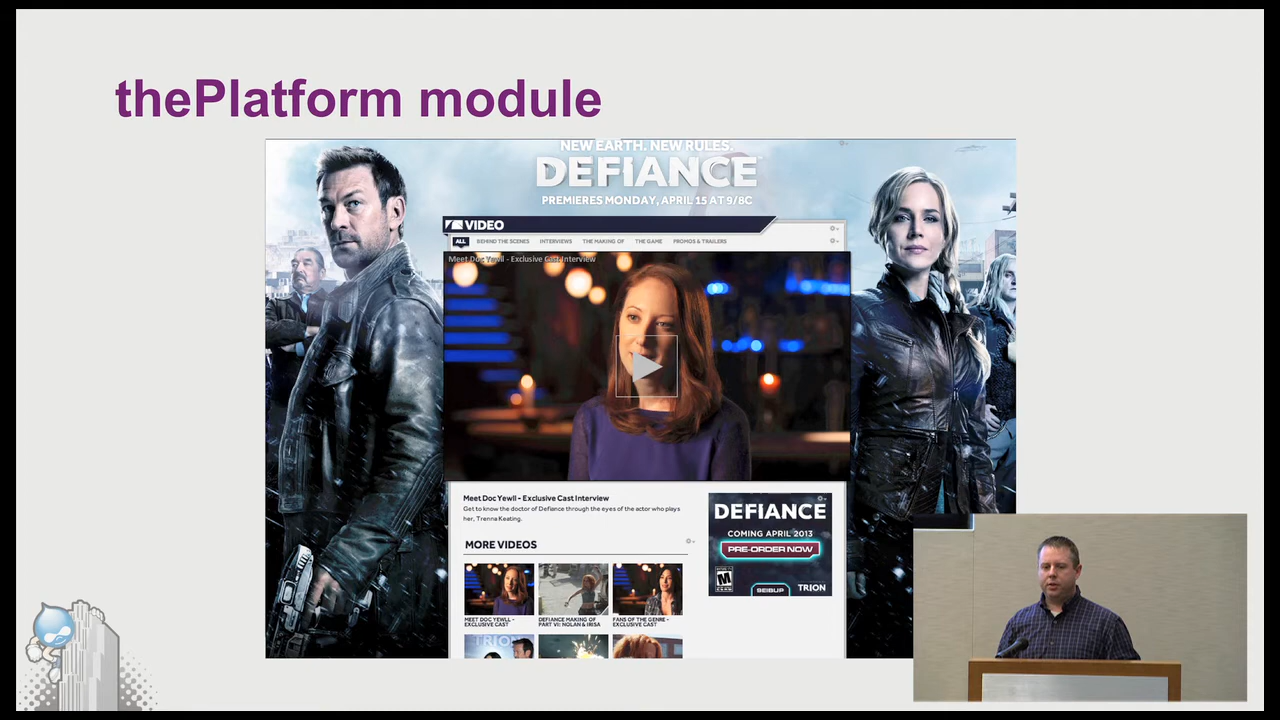 thePlatform module
NEW EARTH. NEW RULES.
DEFIANCE
PREMIERES MONDAY, APRIL 15 AT 9/8C
VIDEO
ALL BEHIND THE SCENES INTERVIEWS THE MAKING OF THE GAME PROMOS & TRAILERS
Meet Doc Yewll - Exclusive Cast Interview
Meet Doc Yewll - Exclusive Cast Interview
Get to know the doctor of Defiance through the eyes of the actor who plays
her, Trenna Keating.
MORE VIDEOS
MEET DOC YEWLL -
EXCLUSIVE CAST
DEFIANCE MAKING OF
PART VI: NOLAN & IRISA
FANS OF THE GENRE -
EXCLUSIVE CAST
TRION
DEFIANCE
COMING APRIL 2013
PRE-ORDER NOW
M
TRION